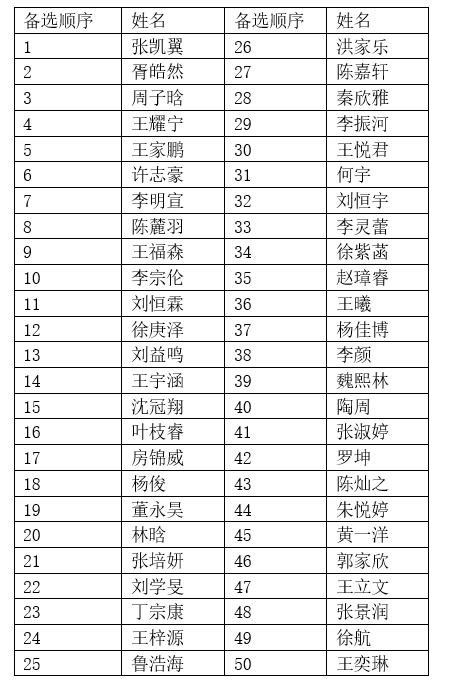 备选顺序 姓名 备选顺序 姓名
1 张凯翼 26 洪家乐
2 胥皓然 27 陈嘉轩
3 周子晗 28 秦欣雅
4 王耀宁 29 李振河
5 王家鹏 30 王悦君
6 许志豪 31 何宇
7 李明宣 32 刘恒宇
8 陈麓羽 33 李灵蕾
9 王福森 34 徐紫菡
10 李宗伦 35 赵璋睿
11 刘恒霖 36 王曦
12 徐庚泽 37 杨佳博
13 刘益鸣 38 李颜
14 王宇涵 39 魏熙林
15 沈冠翔 40 陶周
16 叶枝睿 41 张淑婷
17 房锦威 42 罗坤
18 杨俊 43 陈灿之
19 董永昊 44 朱悦婷
20 林晗 45 黄一洋
21 张培妍 46 郭家欣
22 刘学旻 47 王立文
23 丁宗康 48 张景润
24 王梓源 49 徐航
25 鲁浩海 50 王奕琳